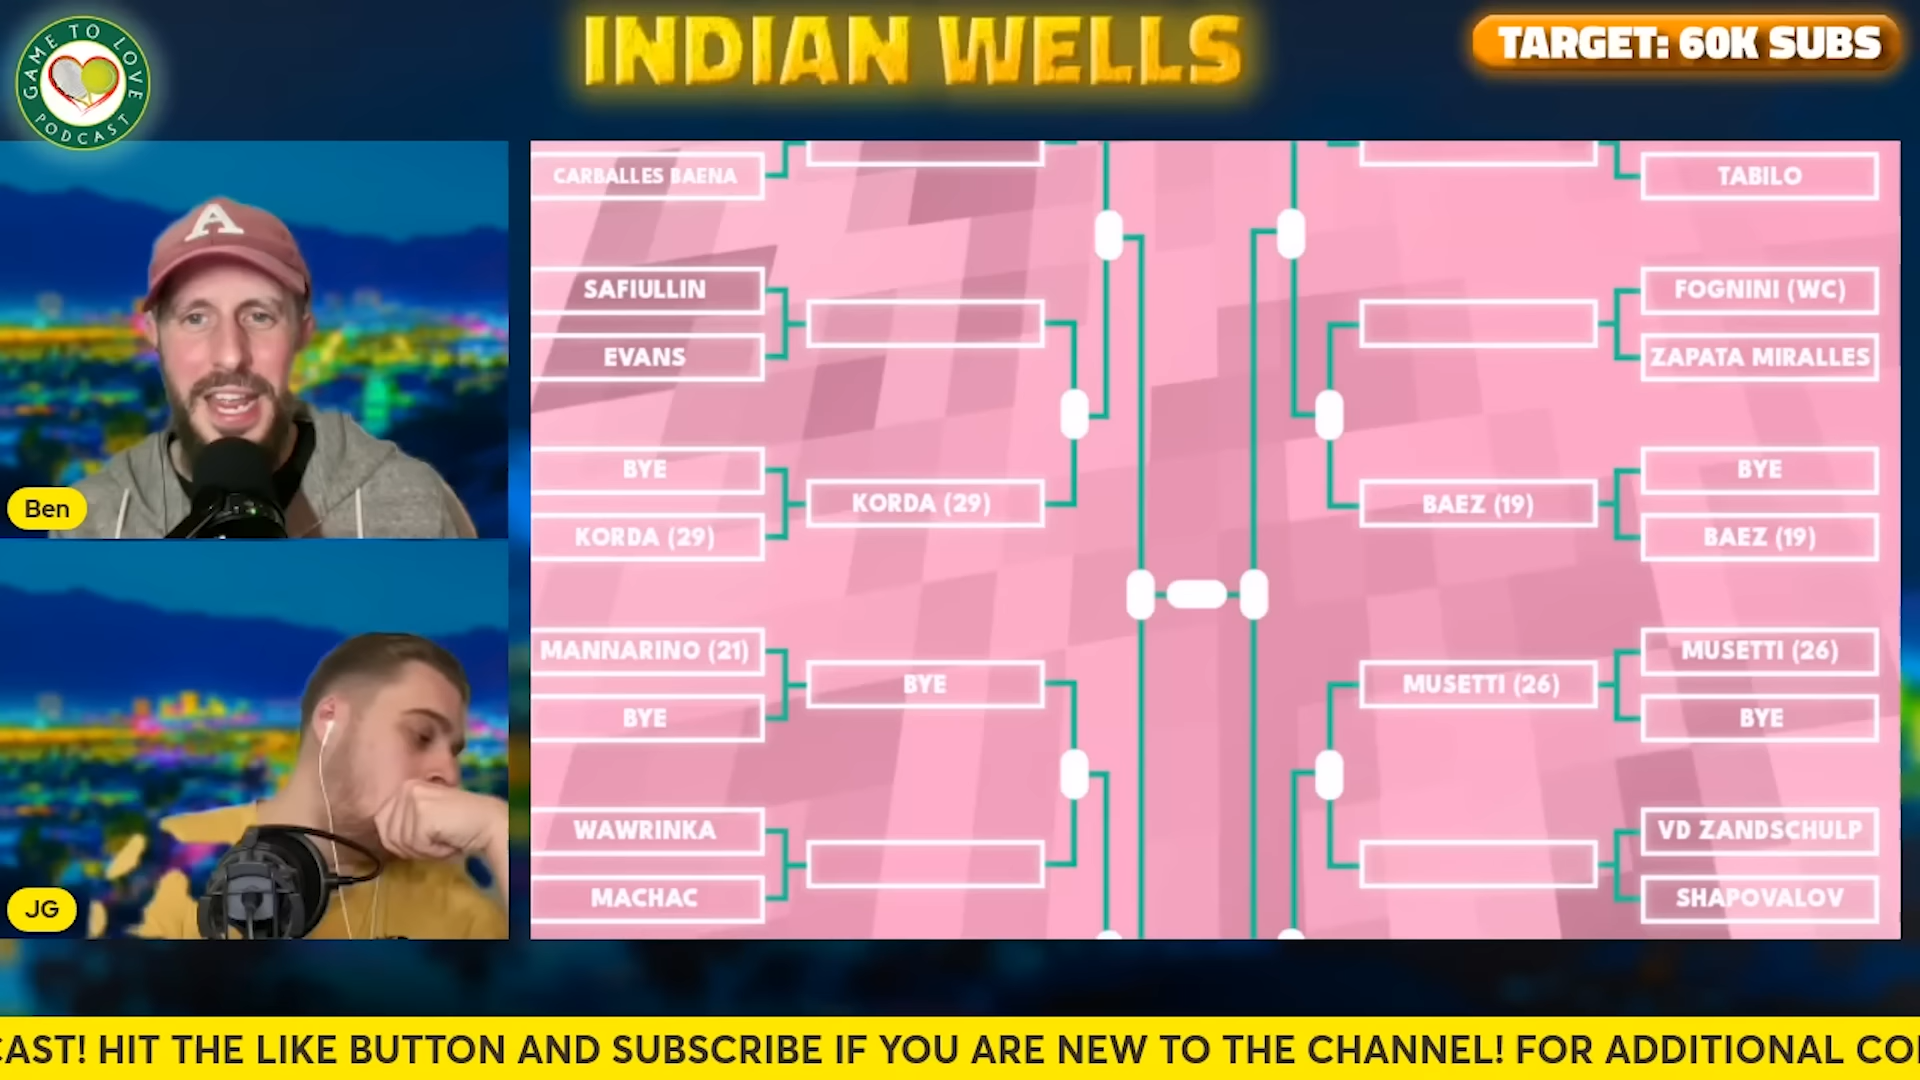 GAME TO LOVE
PODCAST
INDIAN WELLS
TARGET: 60K SUBS
Ben
JG
CARBALLES BAENA
SAFIULLIN
EVANS
BYE
KORDA (29)
KORDA (29)
MANNARINO (21)
BYE
BYE
WAWRINKA
MACHAC
TABILO
FOGNINI (WC)
ZAPATA MIRALLES
BYE
BAEZ (19)
BAEZ (19)
MUSETTI (26)
MUSETTI (26)
BYE
VD ZANDSCHULP
SHAPOVALOV
A
CAST! HIT THE LIKE BUTTON AND SUBSCRIBE IF YOU ARE NEW TO THE CHANNEL! FOR ADDITIONAL